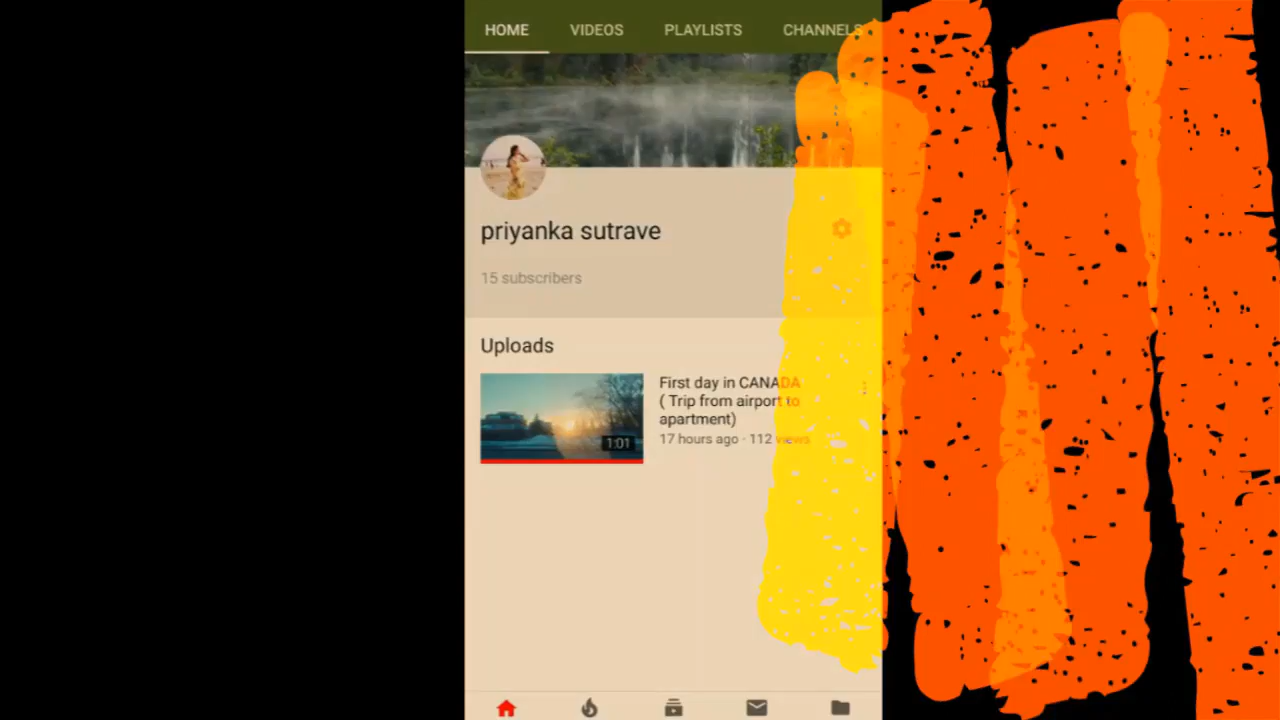 HOME VIDEOS PLAYLISTS CHANNELS
priyanka sutrave
15 subscribers
Uploads
First day in CANADA
( Trip from airport to
apartment)
1:01
17 hours ago · 112 views